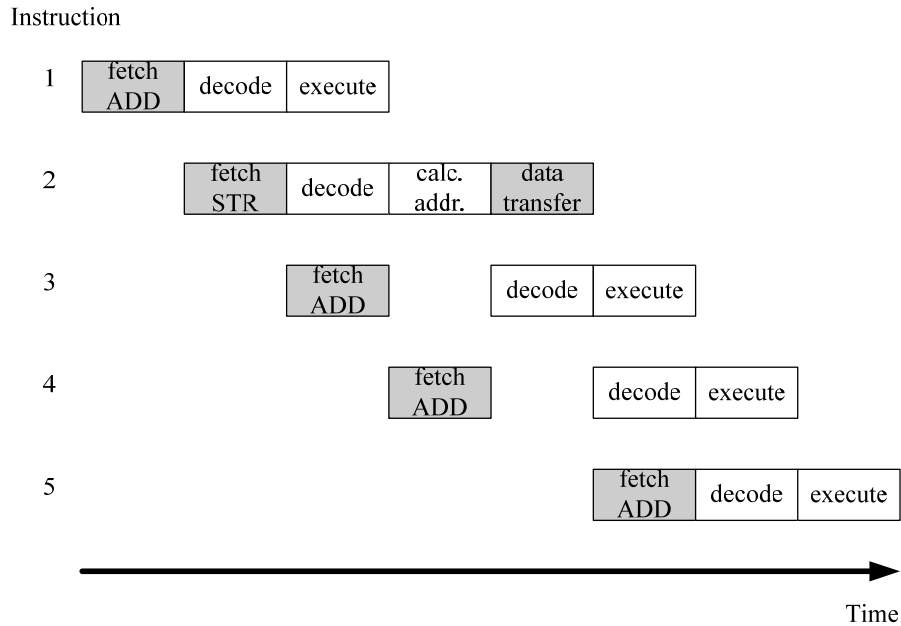 Instruction
1
fetch
ADD
decode
execute
2
fetch
STR
decode
calc.
addr.
data
transfer
3
fetch
ADD
decode
execute
4
fetch
ADD
decode
execute
5
fetch
ADD
decode
execute
Time